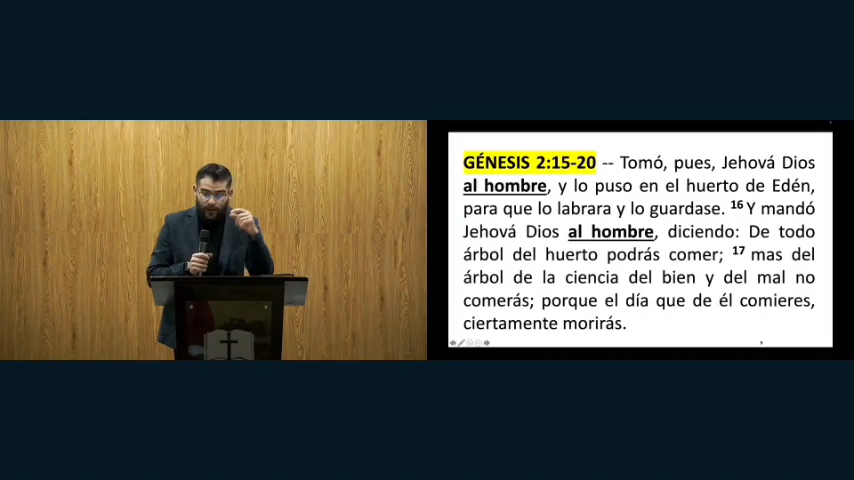 GÉNESIS 2:15-20 -- Tomó, pues, Jehová Dios
al hombre, y lo puso en el huerto de Edén,
para que lo labrara y lo guardase. 16 Y mandó
Jehová Dios al hombre, diciendo: De todo
árbol del huerto podrás comer; 17 mas del
árbol de la ciencia del bien y del mal no
comerás; porque el día que de él comieres,
ciertamente morirás.